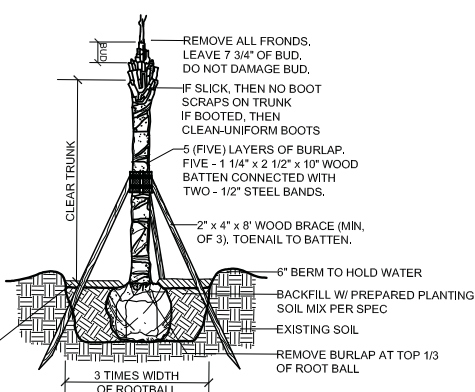 REMOVE ALL FRONDS.
LEAVE 7 3/4" OF BUD.
DO NOT DAMAGE BUD.
BUD
IF SLICK, THEN NO BOOT
SCRAPS ON TRUNK
IF BOOTED, THEN
CLEAN-UNIFORM BOOTS
5 (FIVE) LAYERS OF BURLAP.
FIVE - 1 1/4" x 2 1/2" x 10" WOOD
BATTEN CONNECTED WITH
TWO - 1/2" STEEL BANDS.
CLEAR TRUNK
2" x 4" x 8' WOOD BRACE (MIN,
OF 3), TOENAIL TO BATTEN.
6" BERM TO HOLD WATER
BACKFILL W/ PREPARED PLANTING
SOIL MIX PER SPEC
EXISTING SOIL
REMOVE BURLAP AT TOP 1/3
OF ROOT BALL
3 TIMES WIDTH
OF ROOTBALL